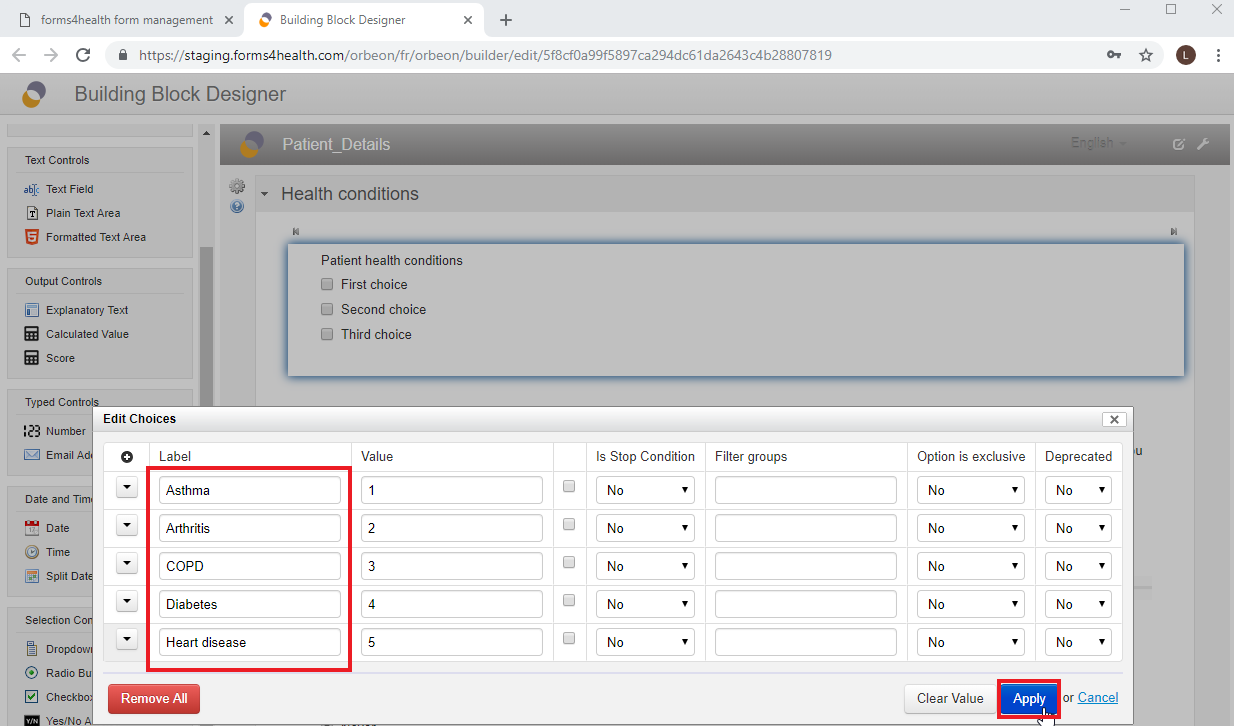 forms4health form management
Building Block Designer
https://staging.forms4health.com/orbeon/fr/orbeon/builder/edit/5f8cf0a99f5897ca294dc61da2643c4b28807819
L
Building Block Designer
Text Controls
Text Field
Plain Text Area
Formatted Text Area
Output Controls
Explanatory Text
Calculated Value
Score
Typed Controls
123 Number
Email Ad
Date and Time
Date
Time
Split Date
Selection Con
Dropdow
Radio Bu
Checkbo
Y/N Yes/No A
Patient_Details
English
Health conditions
Patient health conditions
First choice
Second choice
Third choice
ou
Edit Choices
Label Value Is Stop Condition Filter groups Option is exclusive Deprecated
Asthma 1 No No No
Arthritis 2 No No No
COPD 3 No No No
Diabetes 4 No No No
Heart disease 5 No No No
Remove All Clear Value Apply or Cancel